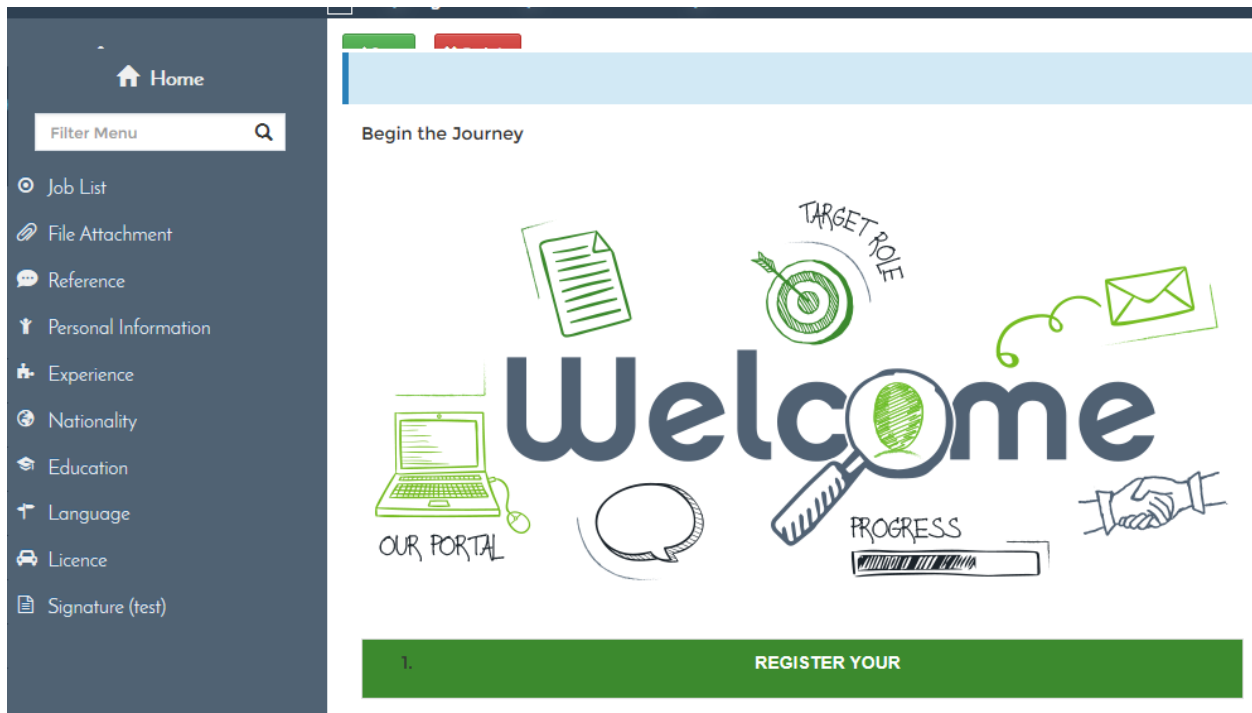 Home
Filter Menu
Job List
File Attachment
Reference
Personal Information
Experience
Nationality
Education
Language
Licence
Signature (test)
Begin the Journey
TARGET ROLE
Welcome
OUR PORTAL
PROGRESS
1. REGISTER YOUR